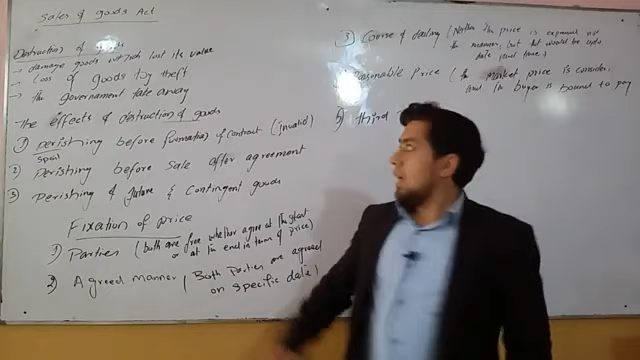 Sales of goods Act
Destruction of goods
→ damage goods which lost its value
→ Loss of goods by theft
→ the governament take away
→ The effects of destruction of goods
① perishing before formation of contract (invalid)
spoil
2 perishing before sale after agreement
③ Perishing of future & Contingent goods
Fixation of price
1) Parties (both are free whether agree at the start
or at the end in term of price)
2) Agreed manner (Both Parties are agreed
on specific date)
③ Course of dealing (Neither the price is expressed not
the manner, but that would be upto
date and time)
Reasonable Price (the market price is consider,
and the buyer is bound to pay
5) third